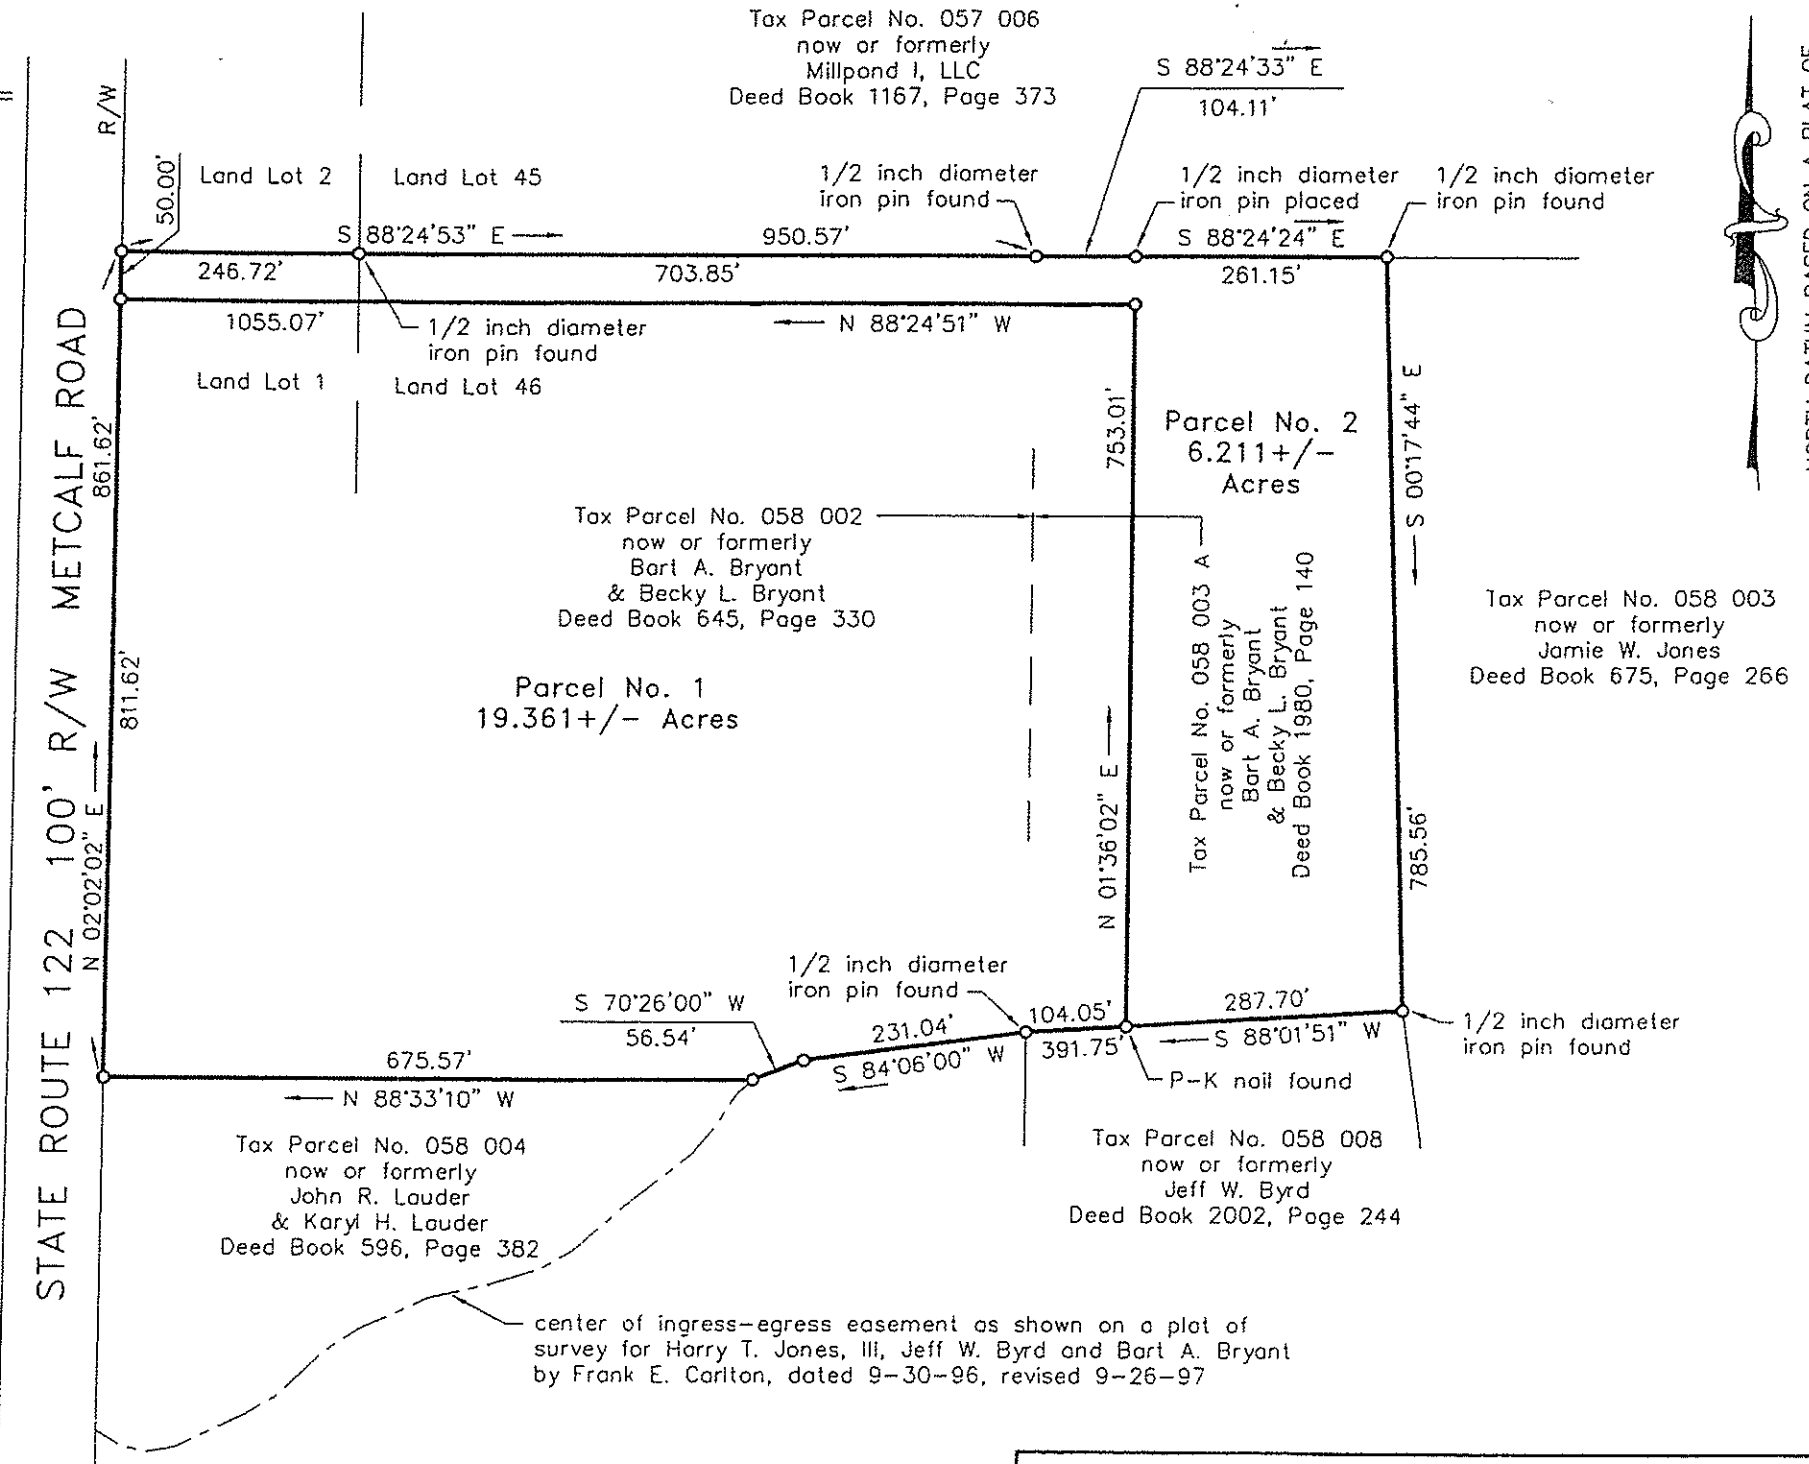 Tax Parcel No. 057 006
now or formerly
Millpond I, LLC
Deed Book 1167, Page 373
S 88°24'33" E
104.11'
R/W
50.00'
Land Lot 2
Land Lot 45
1/2 inch diameter
iron pin found
1/2 inch diameter
iron pin placed
1/2 inch diameter
iron pin found
S 88°24'53" E
950.57'
S 88°24'24" E
246.72'
703.85'
261.15'
1055.07'
1/2 inch diameter
iron pin found
N 88°24'51" W
Land Lot 1
Land Lot 46
STATE ROUTE 122 100' R/W METCALF ROAD
861.62'
811.62'
N 02°02'02" E
753.01'
N 01°36'02" E
Parcel No. 2
6.211+/-
Acres
S 00°17'44" E
785.56'
Tax Parcel No. 058 002
now or formerly
Bart A. Bryant
& Becky L. Bryant
Deed Book 645, Page 330
Parcel No. 1
19.361+/- Acres
Tax Parcel No. 058 003 A
now or formerly
Bart A. Bryant
& Becky L. Bryant
Deed Book 1980, Page 140
Tax Parcel No. 058 003
now or formerly
Jamie W. Jones
Deed Book 675, Page 266
NORTH DATUM BASED ON A PLAT OF
1/2 inch diameter
iron pin found
S 70°26'00" W
56.54'
231.04'
S 84°06'00" W
104.05'
391.75'
287.70'
S 88°01'51" W
1/2 inch diameter
iron pin found
P-K nail found
675.57'
N 88°33'10" W
Tax Parcel No. 058 004
now or formerly
John R. Lauder
& Karyl H. Lauder
Deed Book 596, Page 382
Tax Parcel No. 058 008
now or formerly
Jeff W. Byrd
Deed Book 2002, Page 244
center of ingress-egress easement as shown on a plat of
survey for Harry T. Jones, III, Jeff W. Byrd and Bart A. Bryant
by Frank E. Carlton, dated 9-30-96, revised 9-26-97